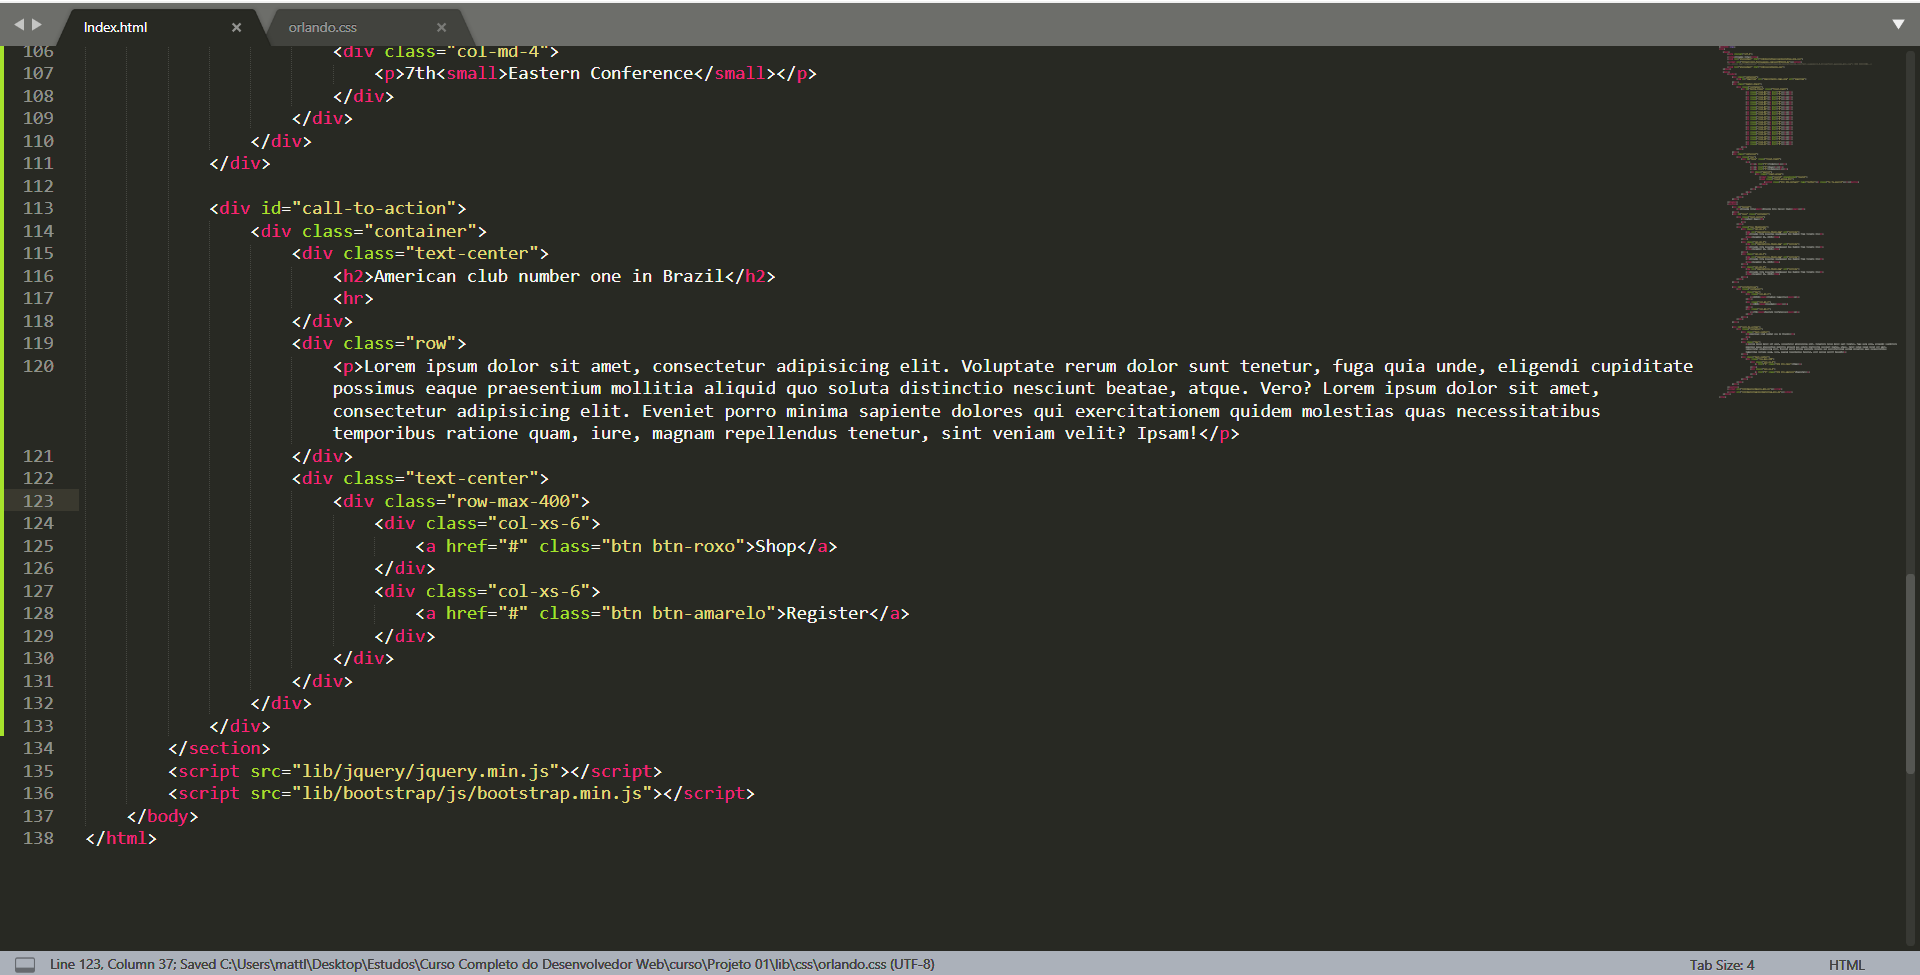 Index.html × orlando.css ×
106 <div class="col-md-4">
107 <p>7th<small>Eastern Conference</small></p>
108 </div>
109 </div>
110 </div>
111 </div>
112
113 <div id="call-to-action">
114 <div class="container">
115 <div class="text-center">
116 <h2>American club number one in Brazil</h2>
117 <hr>
118 </div>
119 <div class="row">
120 <p>Lorem ipsum dolor sit amet, consectetur adipisicing elit. Voluptate rerum dolor sunt tenetur, fuga quia unde, eligendi cupiditate
possimus eaque praesentium mollitia aliquid quo soluta distinctio nesciunt beatae, atque. Vero? Lorem ipsum dolor sit amet,
consectetur adipisicing elit. Eveniet porro minima sapiente dolores qui exercitationem quidem molestias quas necessitatibus
temporibus ratione quam, iure, magnam repellendus tenetur, sint veniam velit? Ipsam!</p>
121 </div>
122 <div class="text-center">
123 <div class="row-max-400">
124 <div class="col-xs-6">
125 <a href="#" class="btn btn-roxo">Shop</a>
126 </div>
127 <div class="col-xs-6">
128 <a href="#" class="btn btn-amarelo">Register</a>
129 </div>
130 </div>
131 </div>
132 </div>
133 </div>
134 </section>
135 <script src="lib/jquery/jquery.min.js"></script>
136 <script src="lib/bootstrap/js/bootstrap.min.js"></script>
137 </body>
138 </html>
Line 123, Column 37; Saved C:\Users\mattl\Desktop\Estudos\Curso Completo do Desenvolvedor Web\curso\Projeto 01\lib\css\orlando.css (UTF-8) Tab Size: 4 HTML